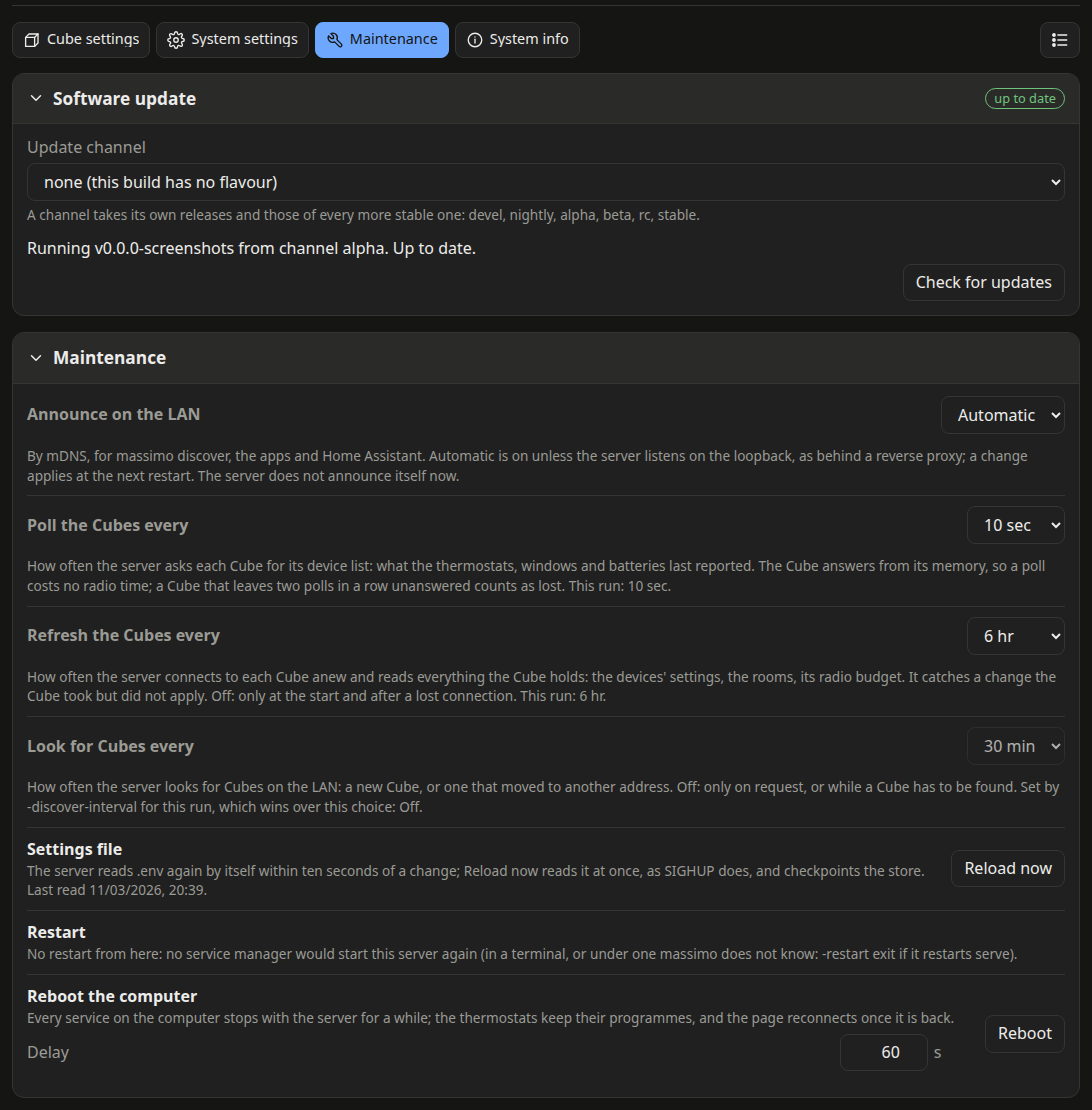 Cube settings
System settings
Maintenance
System info
Software update
up to date
Update channel
none (this build has no flavour)
A channel takes its own releases and those of every more stable one: devel, nightly, alpha, beta, rc, stable.
Running v0.0.0-screenshots from channel alpha. Up to date.
Check for updates
Maintenance
Announce on the LAN
Automatic
By mDNS, for massimo discover, the apps and Home Assistant. Automatic is on unless the server listens on the loopback, as behind a reverse proxy; a change
applies at the next restart. The server does not announce itself now.
Poll the Cubes every
10 sec
How often the server asks each Cube for its device list: what the thermostats, windows and batteries last reported. The Cube answers from its memory, so a poll
costs no radio time; a Cube that leaves two polls in a row unanswered counts as lost. This run: 10 sec.
Refresh the Cubes every
6 hr
How often the server connects to each Cube anew and reads everything the Cube holds: the devices' settings, the rooms, its radio budget. It catches a change the
Cube took but did not apply. Off: only at the start and after a lost connection. This run: 6 hr.
Look for Cubes every
30 min
How often the server looks for Cubes on the LAN: a new Cube, or one that moved to another address. Off: only on request, or while a Cube has to be found. Set by
-discover-interval for this run, which wins over this choice: Off.
Settings file
The server reads .env again by itself within ten seconds of a change; Reload now reads it at once, as SIGHUP does, and checkpoints the store.
Last read 11/03/2026, 20:39.
Reload now
Restart
No restart from here: no service manager would start this server again (in a terminal, or under one massimo does not know: -restart exit if it restarts serve).
Reboot the computer
Every service on the computer stops with the server for a while; the thermostats keep their programmes, and the page reconnects once it is back.
Delay
60
s
Reboot